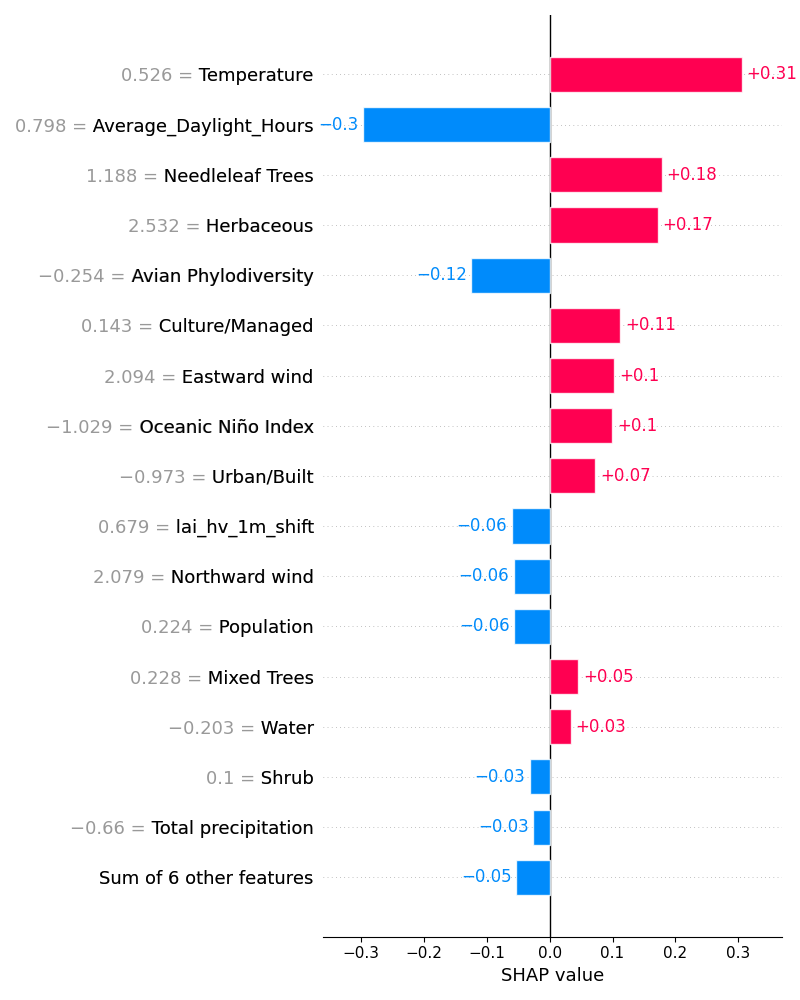 0.526 = Temperature +0.31
0.798 = Average_Daylight_Hours −0.3
1.188 = Needleleaf Trees +0.18
2.532 = Herbaceous +0.17
−0.254 = Avian Phylodiversity −0.12
0.143 = Culture/Managed +0.11
2.094 = Eastward wind +0.1
−1.029 = Oceanic Niño Index +0.1
−0.973 = Urban/Built +0.07
0.679 = lai_hv_1m_shift −0.06
2.079 = Northward wind −0.06
0.224 = Population −0.06
0.228 = Mixed Trees +0.05
−0.203 = Water +0.03
0.1 = Shrub −0.03
−0.66 = Total precipitation −0.03
Sum of 6 other features −0.05
−0.3 −0.2 −0.1 0.0 0.1 0.2 0.3
SHAP value